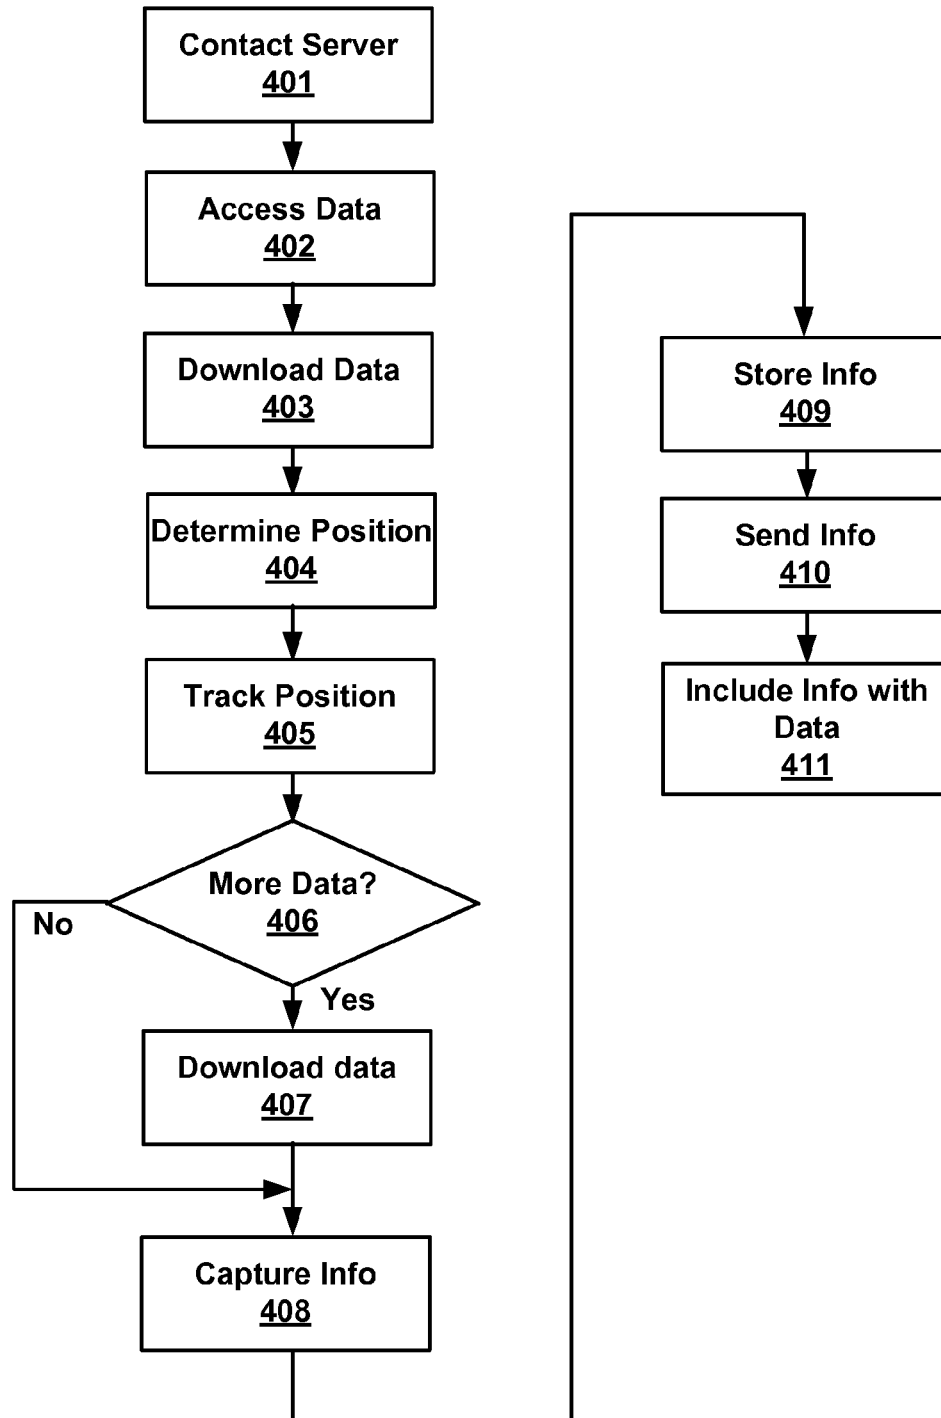 Contact Server
401
Access Data
402
Download Data
403
Determine Position
404
Track Position
405
More Data?
406
No
Yes
Download data
407
Capture Info
408
Store Info
409
Send Info
410
Include Info with
Data
411